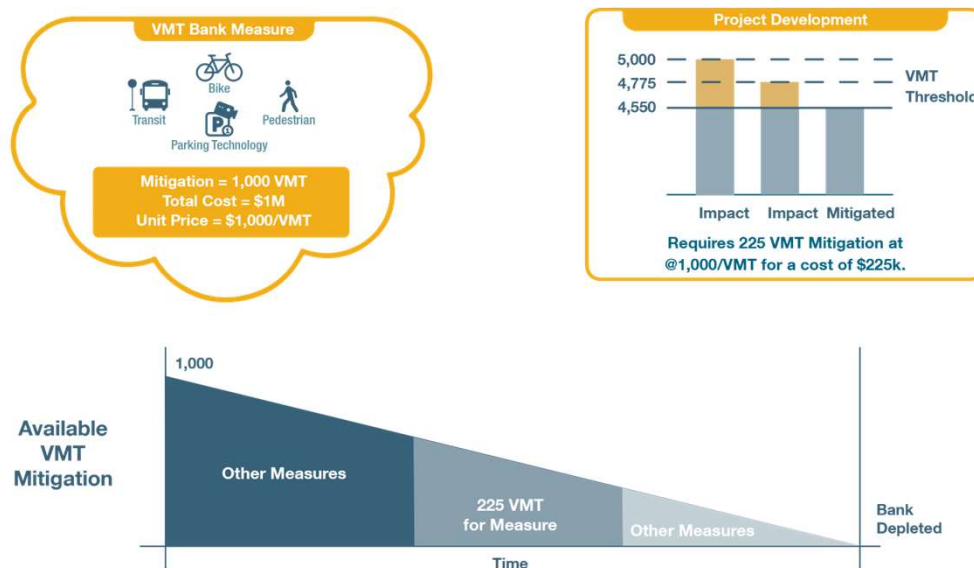 VMT Bank Measure
Bike
Transit
Pedestrian
Parking Technology
Mitigation = 1,000 VMT
Total Cost = $1M
Unit Price = $1,000/VMT
Project Development
5,000
4,775
4,550
VMT
Threshold
Impact
Impact
Mitigated
Requires 225 VMT Mitigation at
@1,000/VMT for a cost of $225k.
1,000
Available
VMT
Mitigation
Other Measures
225 VMT
for Measure
Other Measures
Bank
Depleted
Time